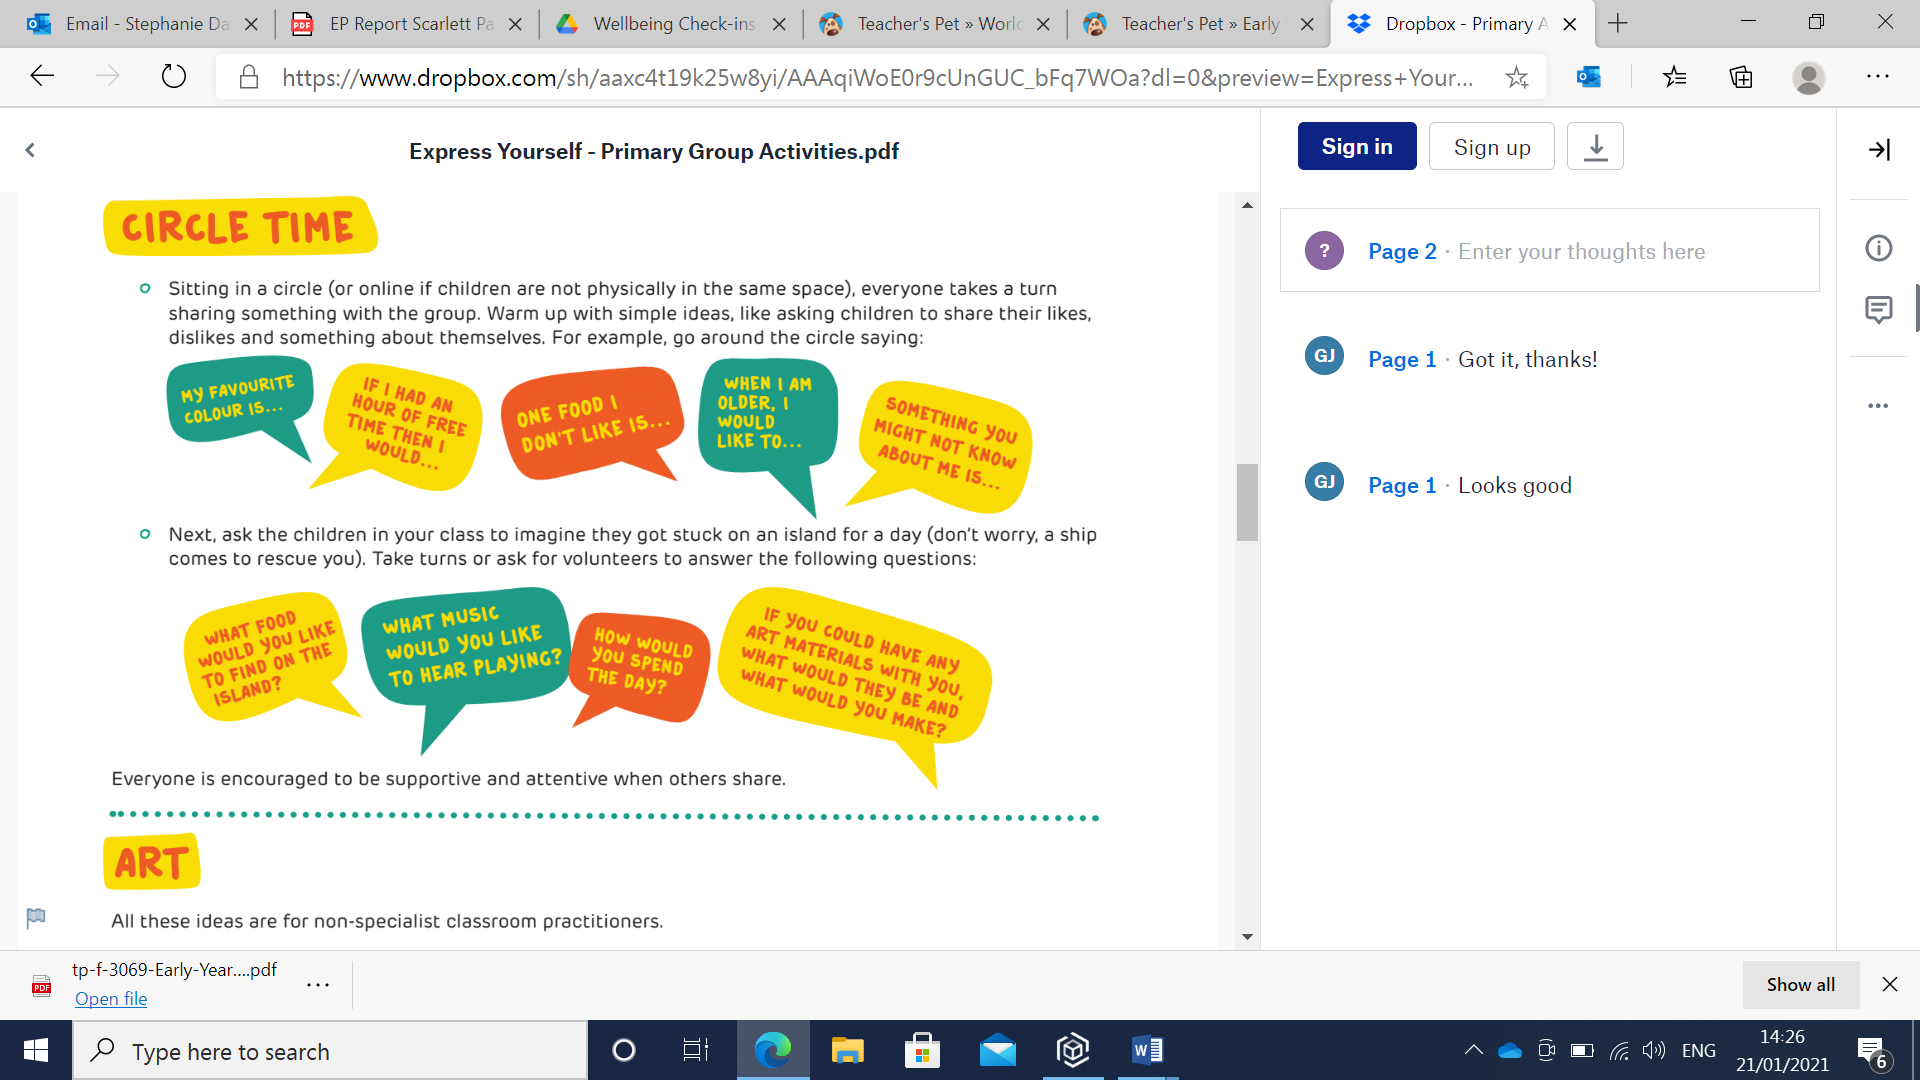 Email - Stephanie Da
EP Report Scarlett Pa
Wellbeing Check-ins
Teacher's Pet » World
Teacher's Pet » Early
Dropbox - Primary A
https://www.dropbox.com/sh/aaxc4t19k25w8yi/AAAqiWoE0r9cUnGUC_bFq7WOa?dl=0&preview=Express+Your...
Express Yourself - Primary Group Activities.pdf
Sign in
Sign up
CIRCLE TIME
Sitting in a circle (or online if children are not physically in the same space), everyone takes a turn
sharing something with the group. Warm up with simple ideas, like asking children to share their likes,
dislikes and something about themselves. For example, go around the circle saying:
MY FAVOURITE
COLOUR IS...
IF I HAD AN
HOUR OF FREE
TIME THEN I
WOULD...
ONE FOOD I
DON'T LIKE IS...
WHEN I AM
OLDER, I
WOULD
LIKE TO...
SOMETHING YOU
MIGHT NOT KNOW
ABOUT ME IS...
Next, ask the children in your class to imagine they got stuck on an island for a day (don't worry, a ship
comes to rescue you). Take turns or ask for volunteers to answer the following questions:
WHAT FOOD
WOULD YOU LIKE
TO FIND ON THE
ISLAND?
WHAT MUSIC
WOULD YOU LIKE
TO HEAR PLAYING?
HOW WOULD
YOU SPEND
THE DAY?
IF YOU COULD HAVE ANY
ART MATERIALS WITH YOU,
WHAT WOULD THEY BE AND
WHAT WOULD YOU MAKE?
Everyone is encouraged to be supportive and attentive when others share.
ART
All these ideas are for non-specialist classroom practitioners.
? Page 2 · Enter your thoughts here
GJ Page 1 · Got it, thanks!
GJ Page 1 · Looks good
PDF
tp-f-3069-Early-Year....pdf
Open file
Show all
Type here to search
ENG
14:26
21/01/2021
6